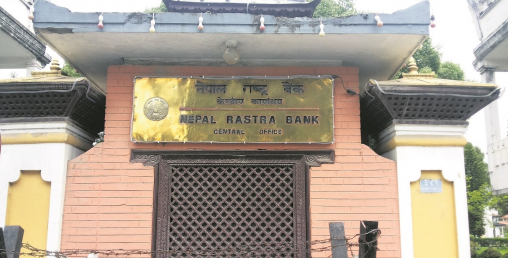 नेपाल राष्ट्र बैंक
केन्द्रीय कार्यालय
NEPAL RASTRA BANK
CENTRAL OFFICE